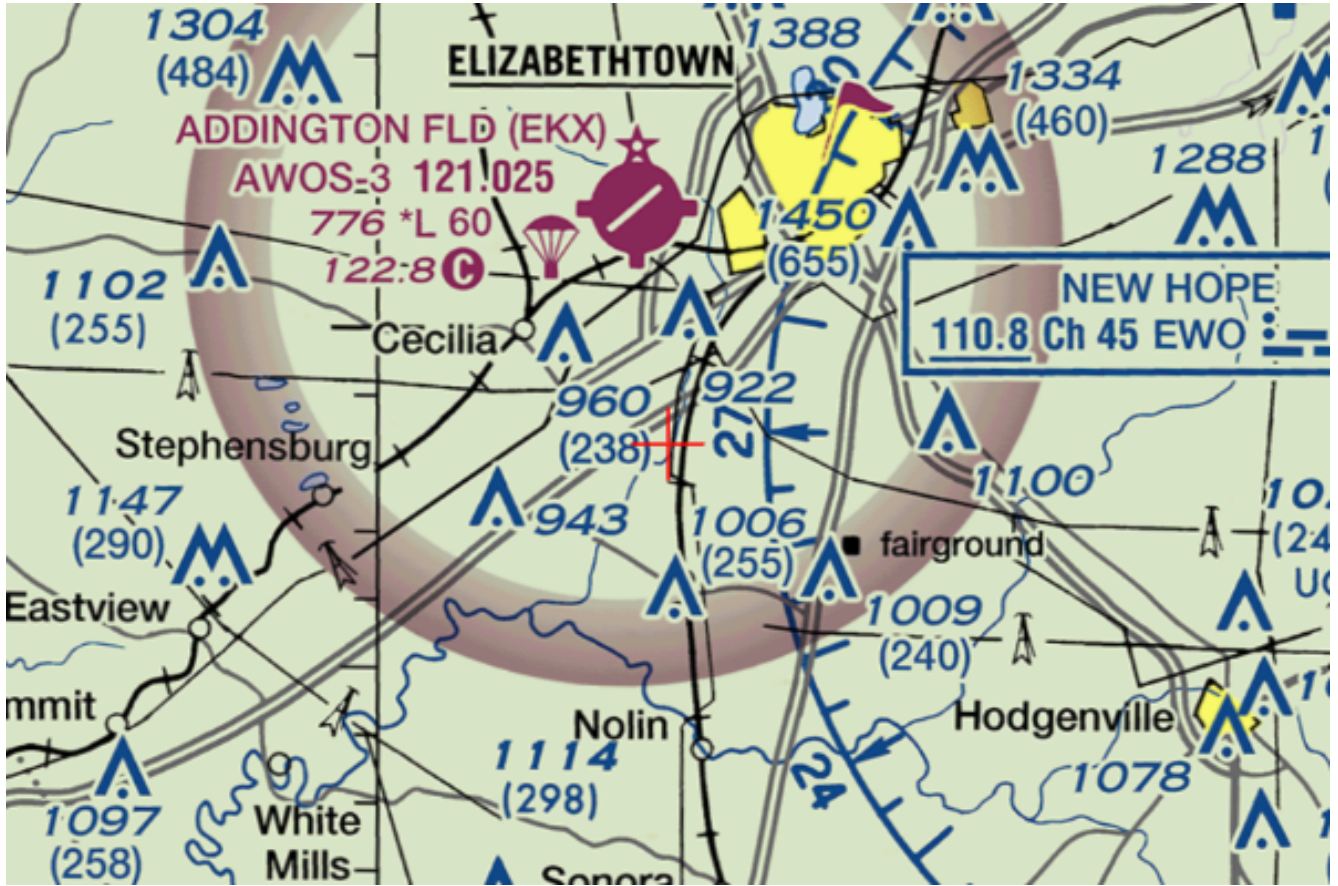 1304
(484)
ELIZABETHTOWN
1388
1334
(460)
ADDINGTON FLD (EKX)
AWOS-3 121.025
776 *L 60
122.8 C
1288
1450
(655)
1102
(255)
NEW HOPE
110.8 Ch 45 EWO
Cecilia
960
(238)
922
27
Stephensburg
1147
(290)
943
1006
(255)
1100
fairground
Eastview
1009
(240)
mmit
Nolin
Hodgenville
1114
(298)
24
1078
1097
(258)
White
Mills
Sonora